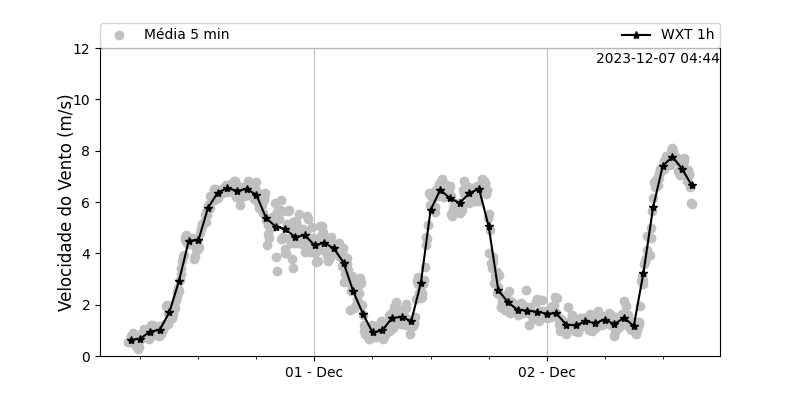 Média 5 min
WXT 1h
2023-12-07 04:44
Velocidade do Vento (m/s)
12
10
8
6
4
2
0
01 - Dec
02 - Dec